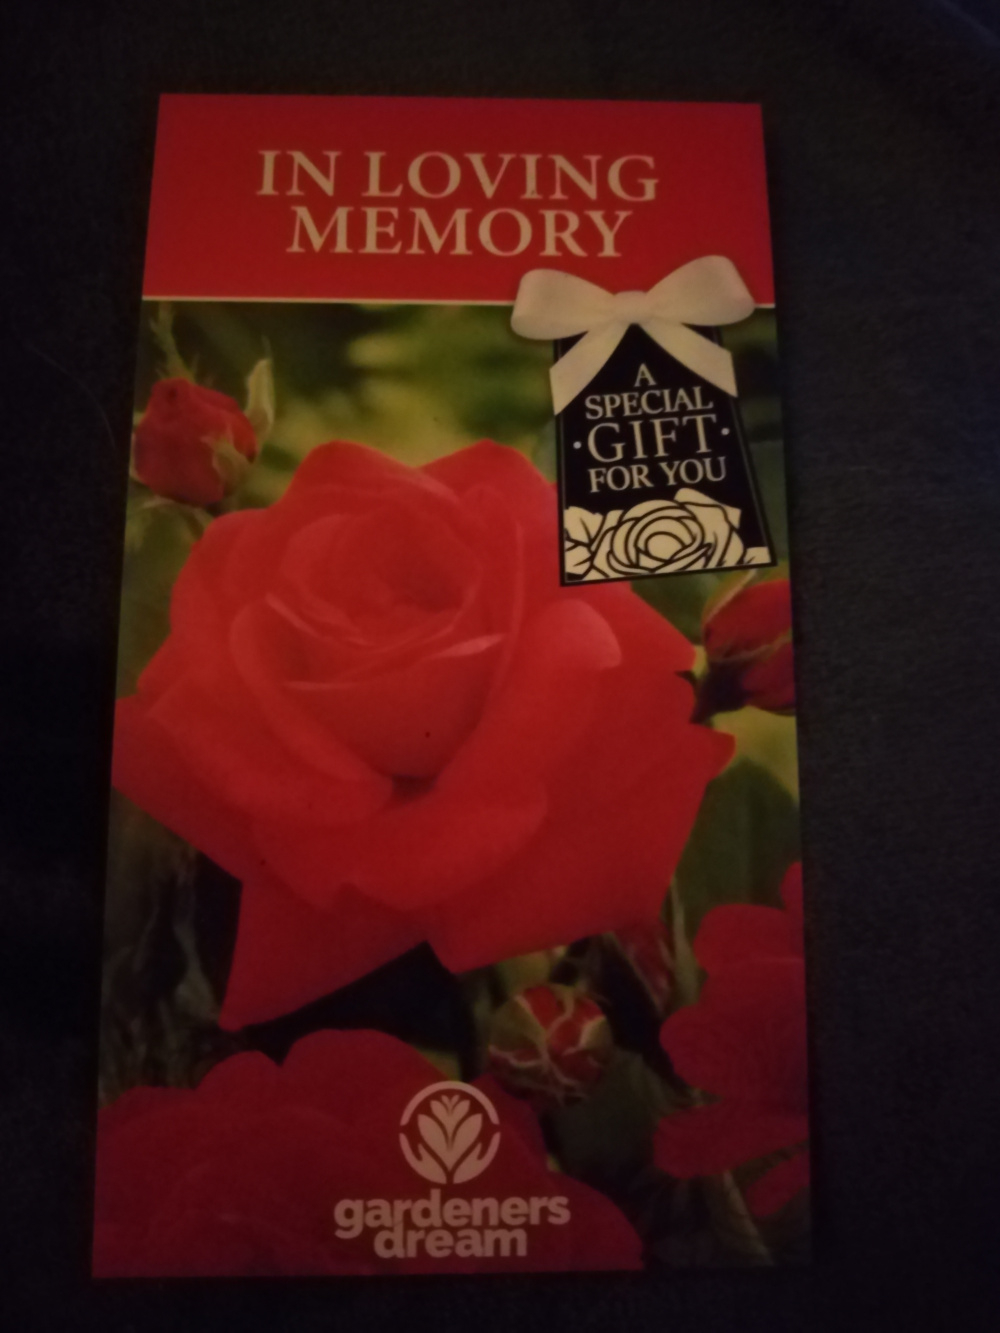 IN LOVING
MEMORY
A
SPECIAL
·GIFT·
FOR YOU
gardeners
dream